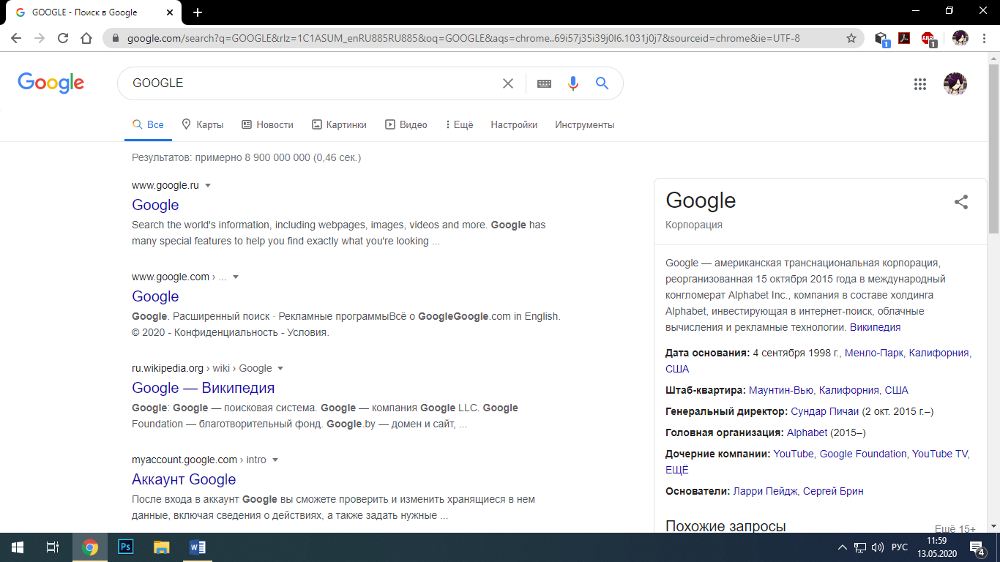 GOOGLE - Поиск в Google
google.com/search?q=GOOGLE&rlz=1C1ASUM_enRU885RU885&oq=GOOGLE&aqs=chrome..69i57j35i39j0l6.1031j0j7&sourceid=chrome&ie=UTF-8
1
ABP
1
Google
GOOGLE
Все
Карты
Новости
Картинки
Видео
Ещё
Настройки
Инструменты
Результатов: примерно 8 900 000 000 (0,46 сек.)
www.google.ru
Google
Search the world's information, including webpages, images, videos and more. Google has
many special features to help you find exactly what you're looking ...
www.google.com › ...
Google
Google. Расширенный поиск · Рекламные программыВсё о GoogleGoogle.com in English.
© 2020 - Конфиденциальность - Условия.
ru.wikipedia.org › wiki › Google
Google — Википедия
Google: Google — поисковая система. Google — компания Google LLC. Google
Foundation — благотворительный фонд. Google.by — домен и сайт, ...
myaccount.google.com › intro
Аккаунт Google
После входа в аккаунт Google вы сможете проверить и изменить хранящиеся в нем
данные, включая сведения о действиях, а также задать нужные ...
Google
Корпорация
Google — американская транснациональная корпорация,
реорганизованная 15 октября 2015 года в международный
конгломерат Alphabet Inc., компания в составе холдинга
Alphabet, инвестирующая в интернет-поиск, облачные
вычисления и рекламные технологии. Википедия
Дата основания: 4 сентября 1998 г., Менло-Парк, Калифорния,
США
Штаб-квартира: Маунтин-Вью, Калифорния, США
Генеральный директор: Сундар Пичаи (2 окт. 2015 г.–)
Головная организация: Alphabet (2015–)
Дочерние компании: YouTube, Google Foundation, YouTube TV,
ЕЩЁ
Основатели: Ларри Пейдж, Сергей Брин
Похожие запросы
Ещё 15+
Ps
W
РУС
11:59
13.05.2020
4